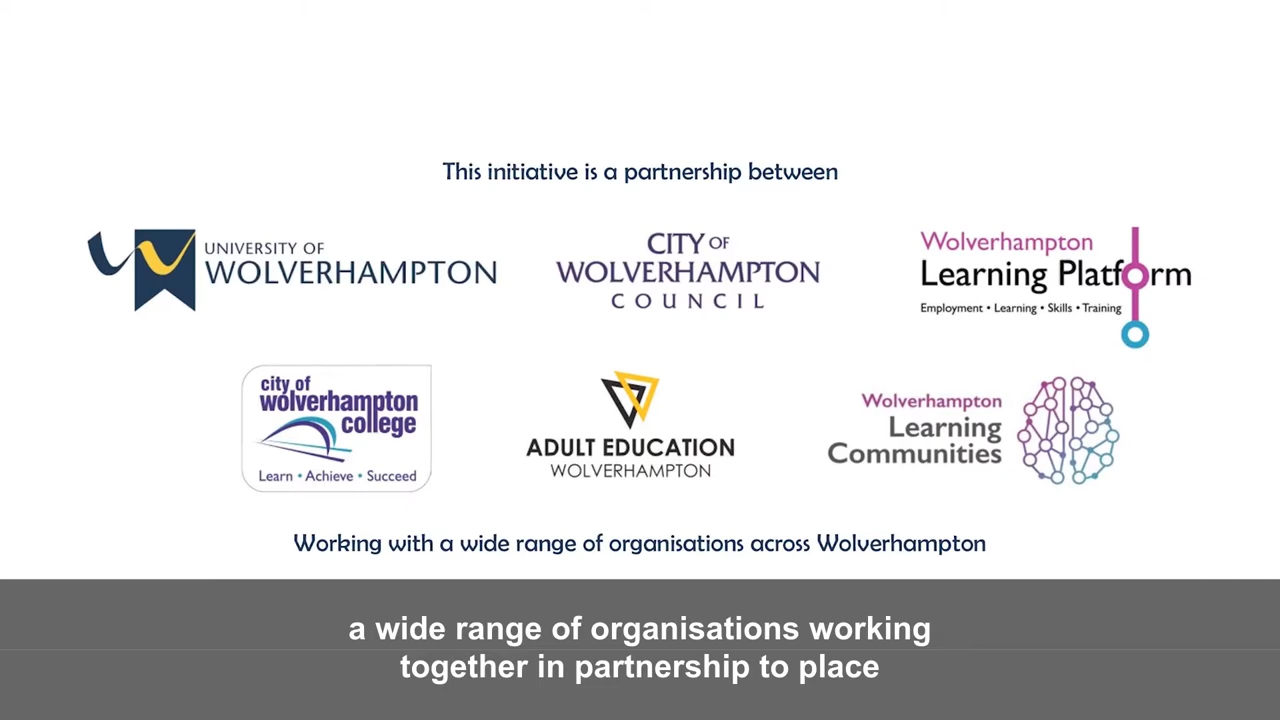 This initiative is a partnership between
UNIVERSITY OF
WOLVERHAMPTON
CITY OF
WOLVERHAMPTON
COUNCIL
Wolverhampton
Learning Platform
Employment • Learning • Skills • Training
city of
wolverhampton
college
Learn • Achieve • Succeed
ADULT EDUCATION
WOLVERHAMPTON
Wolverhampton
Learning
Communities
Working with a wide range of organisations across Wolverhampton
a wide range of organisations working
together in partnership to place